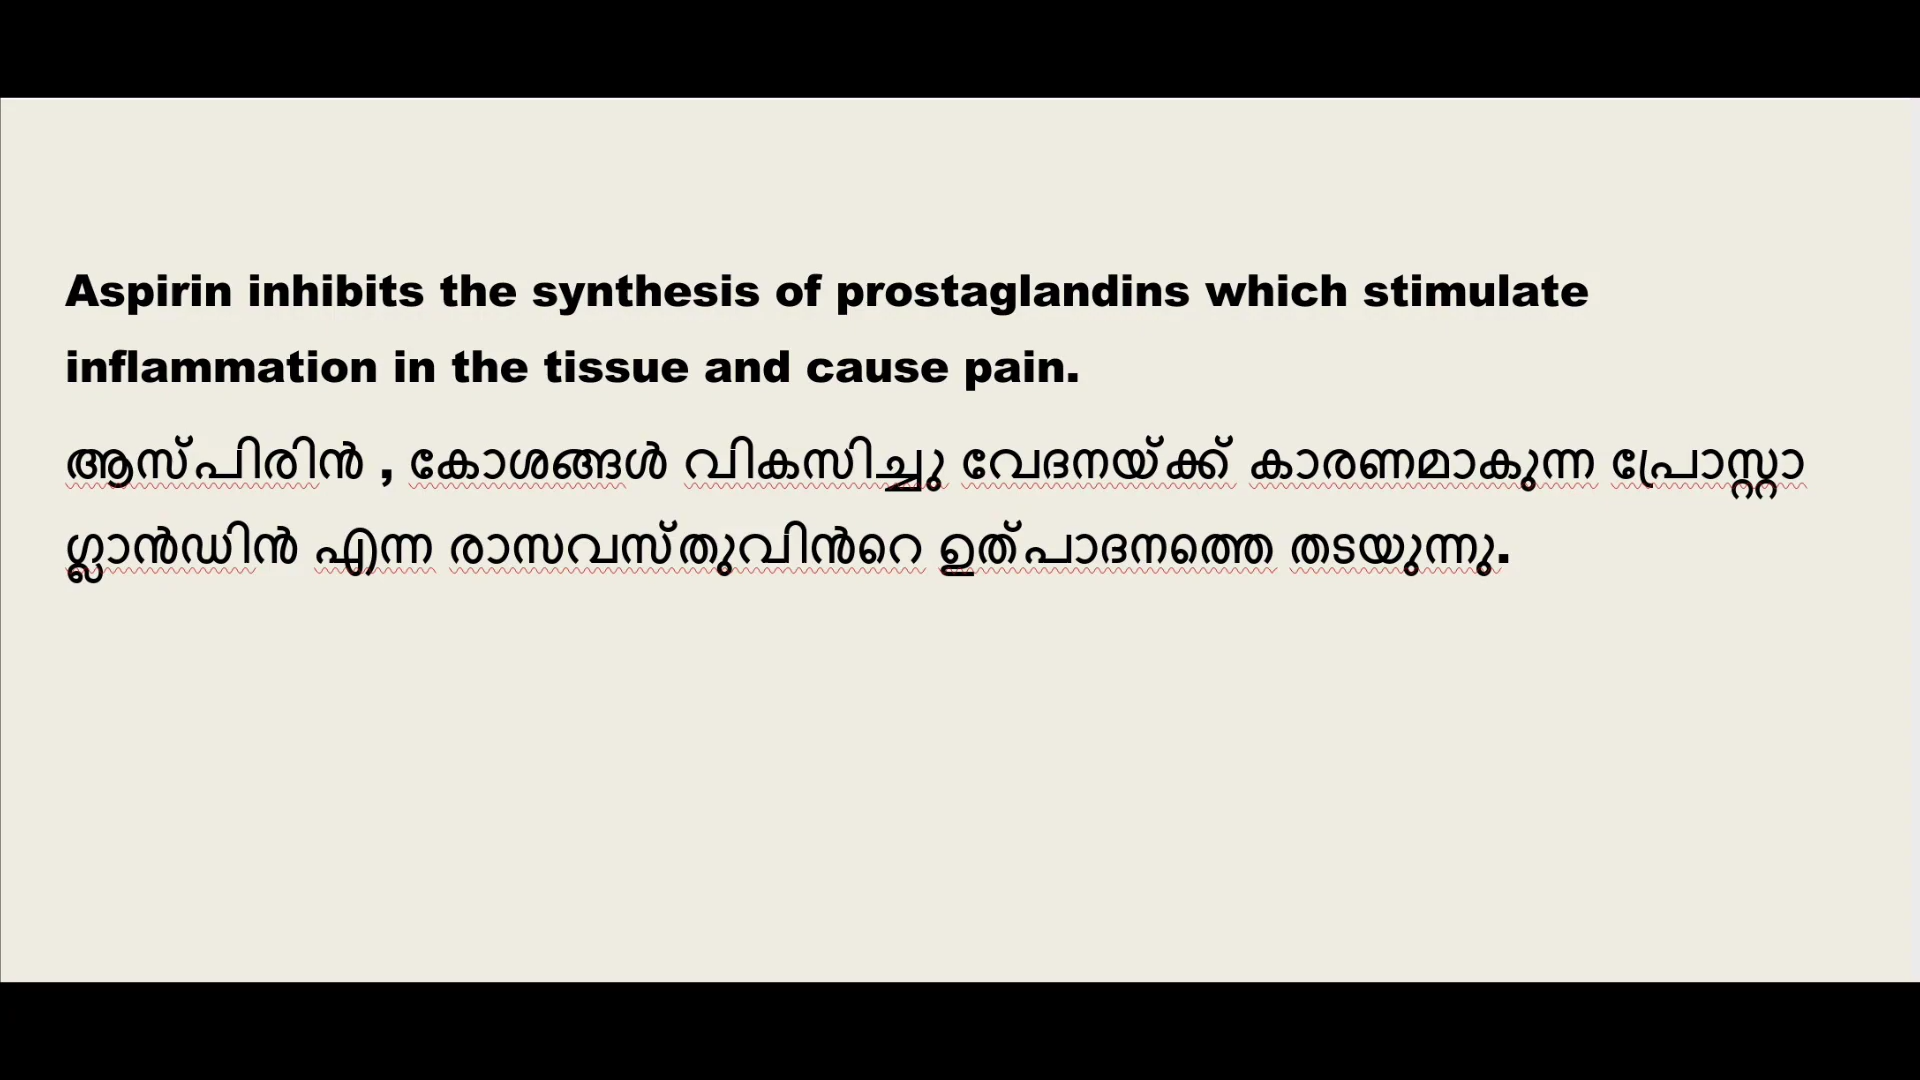 Aspirin inhibits the synthesis of prostaglandins which stimulate
inflammation in the tissue and cause pain.
ആസ്പിരിൻ , കോശങ്ങൾ വികസിച്ചു വേദനയ്ക്ക് കാരണമാകുന്ന പ്രോസ്റ്റാ
ഗ്ലാൻഡിൻ എന്ന രാസവസ്തുവിൻറെ ഉത്പാദനത്തെ തടയുന്നു.